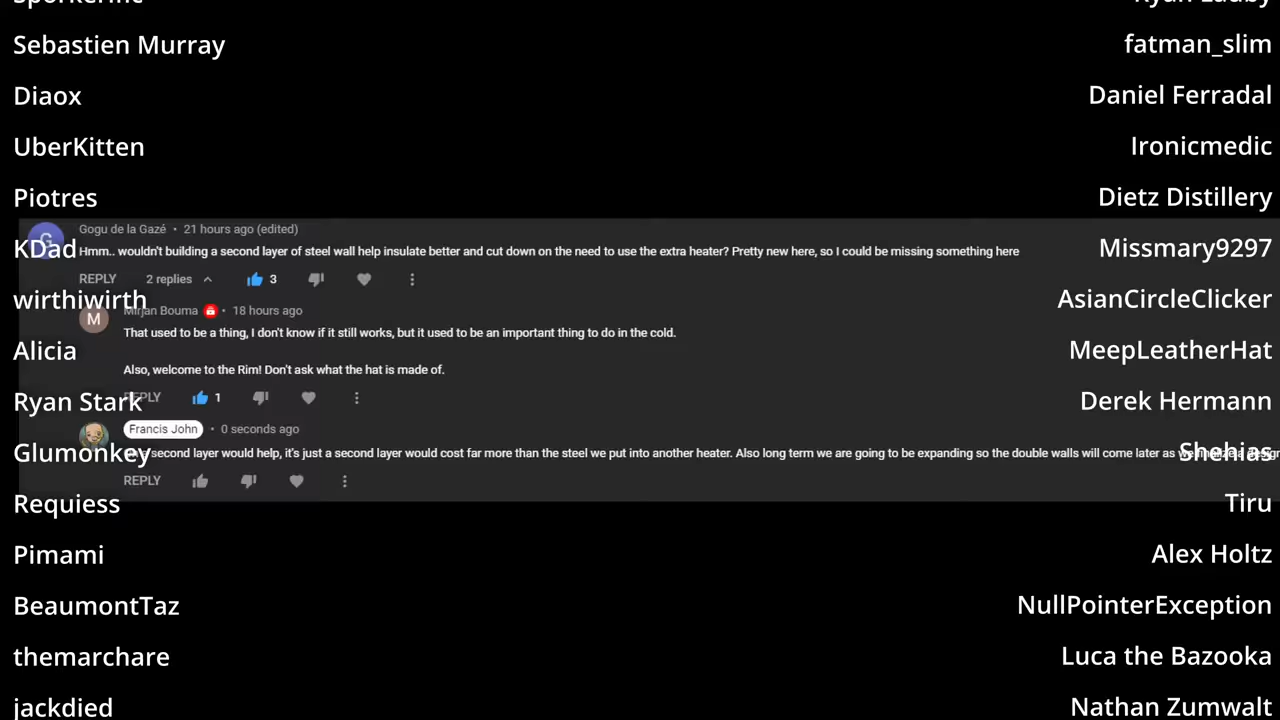 Sebastien Murray
Diaox
UberKitten
Piotres
KDad
wirthiwirth
Alicia
Ryan Stark
Glumonkey
Requiess
Pimami
BeaumontTaz
themarchare
jackdied
fatman_slim
Daniel Ferradal
Ironicmedic
Dietz Distillery
Missmary9297
AsianCircleClicker
MeepLeatherHat
Derek Hermann
Shehias
Tiru
Alex Holtz
NullPointerException
Luca the Bazooka
Nathan Zumwalt
Gogu de la Gazé • 21 hours ago (edited)
Hmm.. wouldn't building a second layer of steel wall help insulate better and cut down on the need to use the extra heater? Pretty new here, so I could be missing something here
REPLY 2 replies 3
Mirjan Bouma • 18 hours ago
M
That used to be a thing, I don't know if it still works, but it used to be an important thing to do in the cold.
Also, welcome to the Rim! Don't ask what the hat is made of.
REPLY 1
Francis John • 0 seconds ago
second layer would help, it's just a second layer would cost far more than the steel we put into another heater. Also long term we are going to be expanding so the double walls will come later as
REPLY